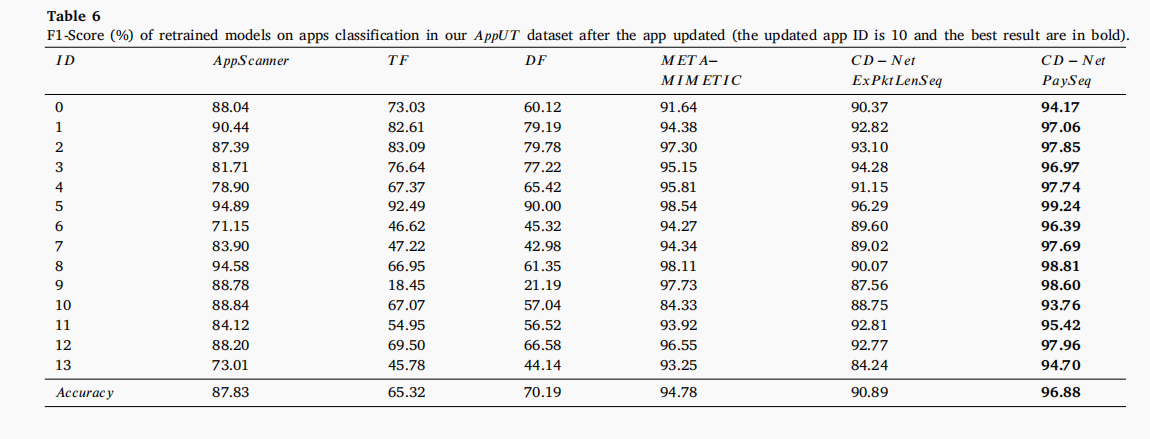 Table 6
F1-Score (%) of retrained models on apps classification in our AppUT dataset after the app updated (the updated app ID is 10 and the best result are in bold).
ID AppScanner TF DF META− CD−Net CD−Net
MIMETIC ExPktLenSeq PaySeq
0 88.04 73.03 60.12 91.64 90.37 94.17
1 90.44 82.61 79.19 94.38 92.82 97.06
2 87.39 83.09 79.78 97.30 93.10 97.85
3 81.71 76.64 77.22 95.15 94.28 96.97
4 78.90 67.37 65.42 95.81 91.15 97.74
5 94.89 92.49 90.00 98.54 96.29 99.24
6 71.15 46.62 45.32 94.27 89.60 96.39
7 83.90 47.22 42.98 94.34 89.02 97.69
8 94.58 66.95 61.35 98.11 90.07 98.81
9 88.78 18.45 21.19 97.73 87.56 98.60
10 88.84 67.07 57.04 84.33 88.75 93.76
11 84.12 54.95 56.52 93.92 92.81 95.42
12 88.20 69.50 66.58 96.55 92.77 97.96
13 73.01 45.78 44.14 93.25 84.24 94.70
Accuracy 87.83 65.32 70.19 94.78 90.89 96.88